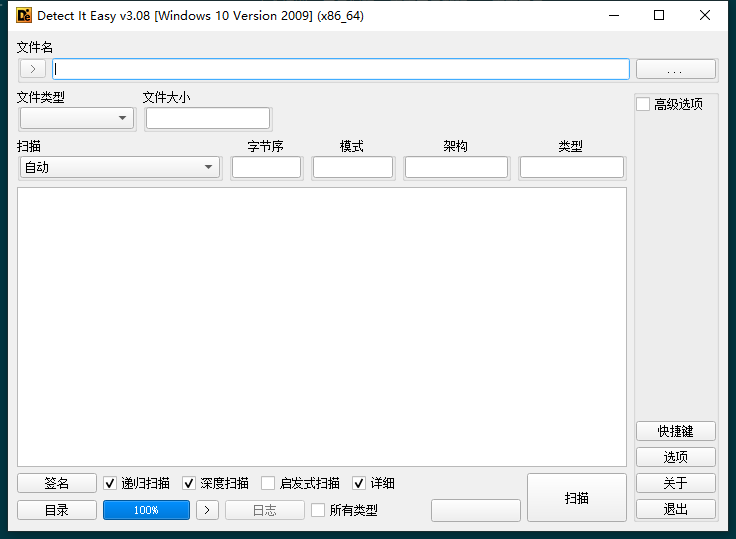 Detect It Easy v3.08 [Windows 10 Version 2009] (x86_64)
文件名
> ...
文件类型 文件大小 高级选项
扫描 字节序 模式 架构 类型
自动
快捷键
选项
签名 递归扫描 深度扫描 启发式扫描 详细 扫描 关于
目录 100% > 日志 所有类型 退出